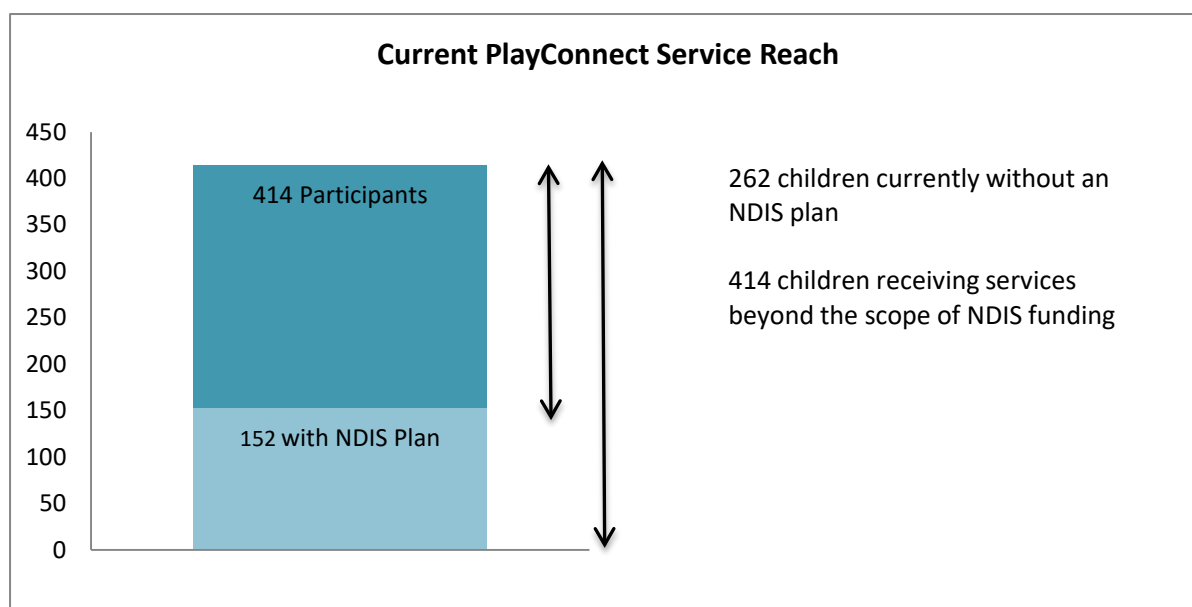 Current PlayConnect Service Reach
450
400
350
300
250
200
150
100
50
0
414 Participants
152 with NDIS Plan
262 children currently without an
NDIS plan
414 children receiving services
beyond the scope of NDIS funding